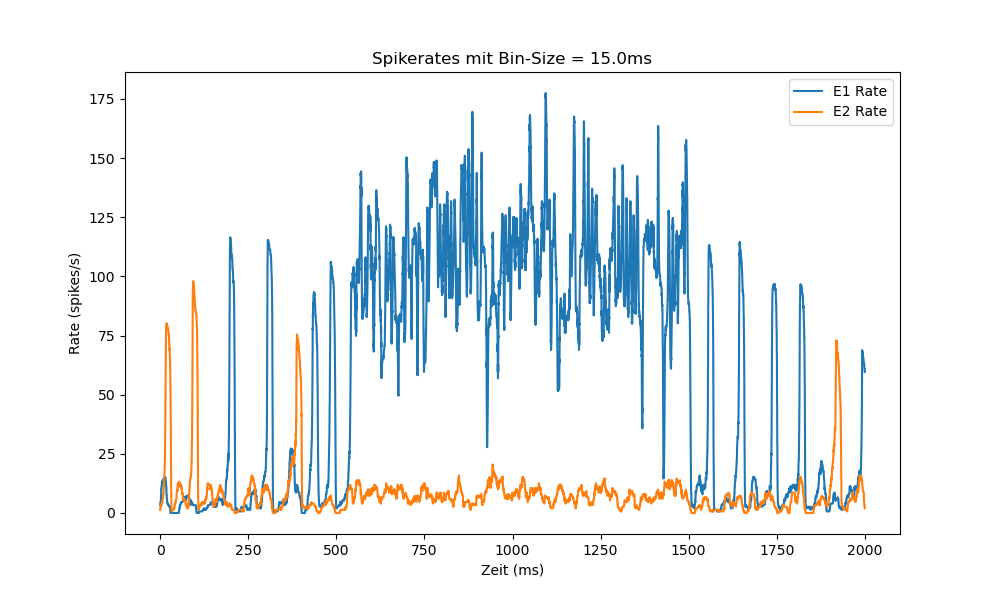 Spikerates mit Bin-Size = 15.0ms
E1 Rate
E2 Rate
175
150
125
100
75
50
25
0
Rate (spikes/s)
0 250 500 750 1000 1250 1500 1750 2000
Zeit (ms)